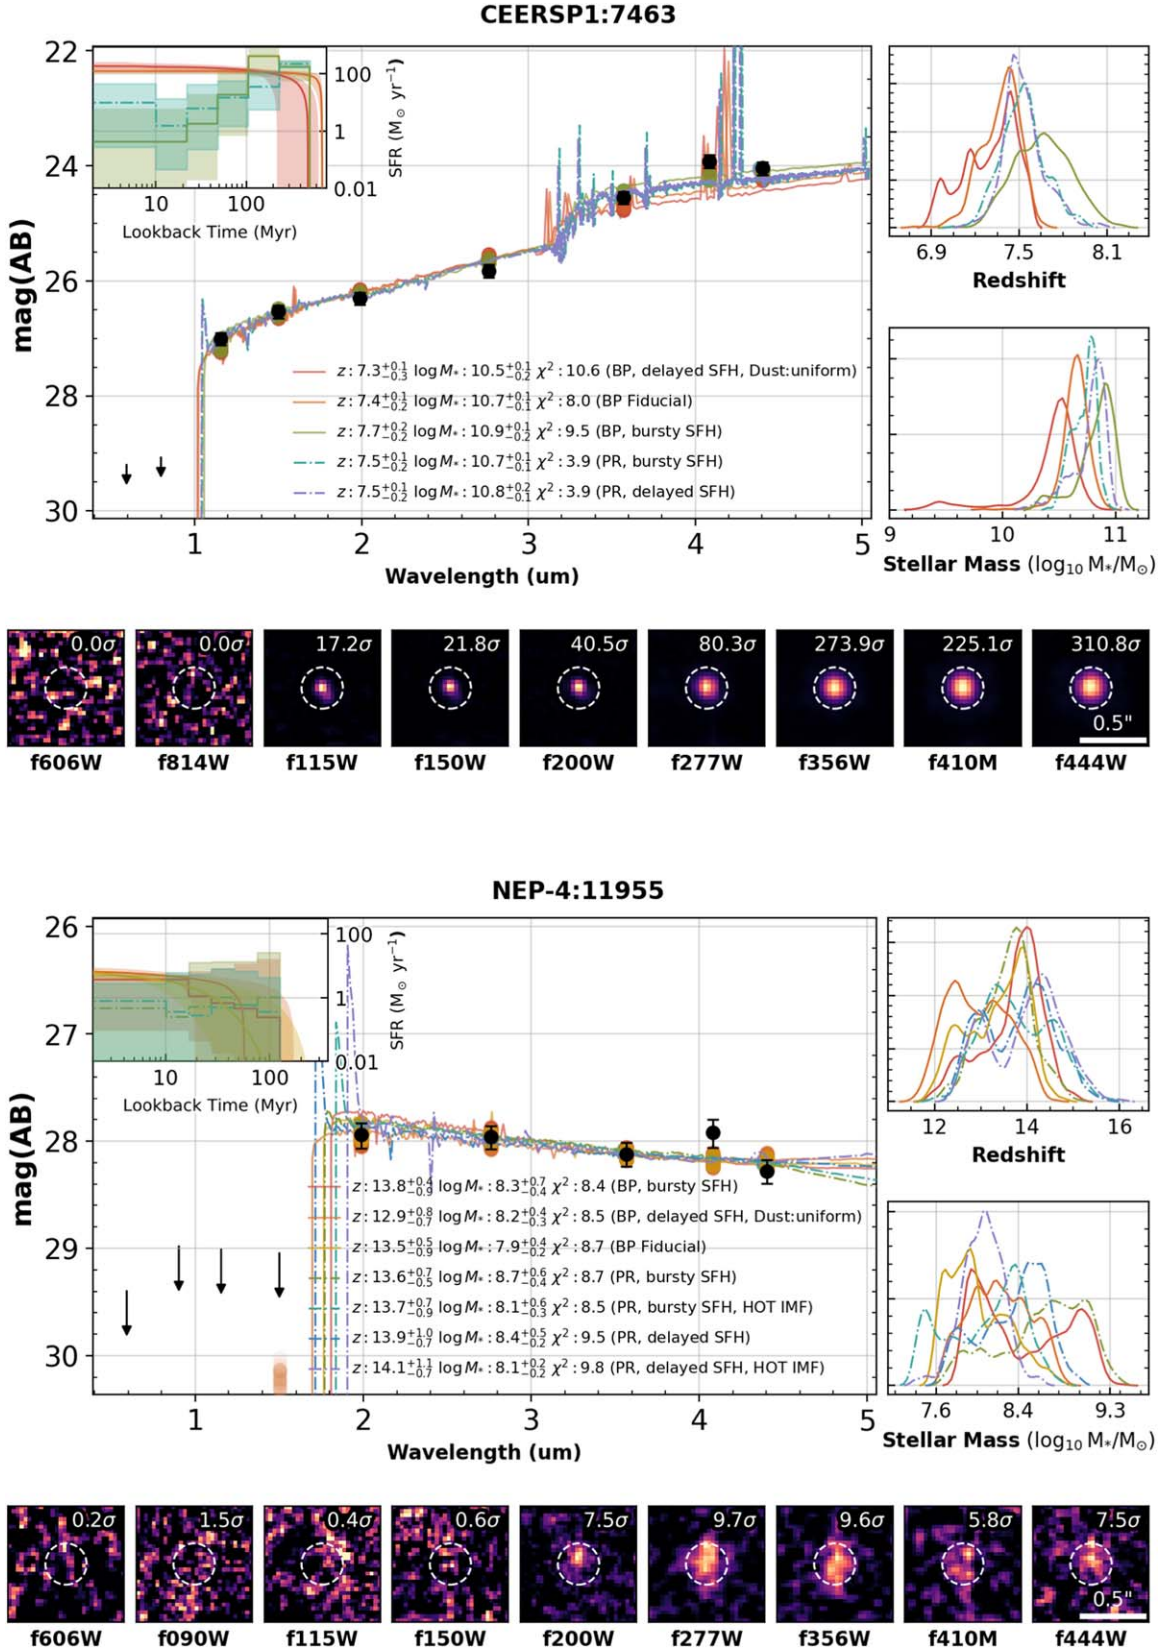 CEERSP1:7463
22
24
26
28
30
mag(AB)
100
1
0.01
SFR (M⊙ yr⁻¹)
10 100
Lookback Time (Myr)
z : 7.3+0.1−0.3 log M* : 10.5+0.1−0.2 χ² : 10.6 (BP, delayed SFH, Dust:uniform)
z : 7.4+0.1−0.2 log M* : 10.7+0.1−0.1 χ² : 8.0 (BP Fiducial)
z : 7.7+0.2−0.2 log M* : 10.9+0.1−0.2 χ² : 9.5 (BP, bursty SFH)
z : 7.5+0.1−0.2 log M* : 10.7+0.1−0.1 χ² : 3.9 (PR, bursty SFH)
z : 7.5+0.1−0.2 log M* : 10.8+0.2−0.1 χ² : 3.9 (PR, delayed SFH)
1 2 3 4 5
Wavelength (um)
6.9 7.5 8.1
Redshift
9 10 11
Stellar Mass (log₁₀ M*/M⊙)
0.0σ 0.0σ 17.2σ 21.8σ 40.5σ 80.3σ 273.9σ 225.1σ 310.8σ
0.5"
f606W f814W f115W f150W f200W f277W f356W f410M f444W
NEP-4:11955
26
27
28
29
30
mag(AB)
100
1
0.01
SFR (M⊙ yr⁻¹)
10 100
Lookback Time (Myr)
z : 13.8+0.4−0.9 log M* : 8.3+0.7−0.4 χ² : 8.4 (BP, bursty SFH)
z : 12.9+0.8−0.7 log M* : 8.2+0.4−0.3 χ² : 8.5 (BP, delayed SFH, Dust:uniform)
z : 13.5+0.5−0.9 log M* : 7.9+0.4−0.2 χ² : 8.7 (BP Fiducial)
z : 13.6+0.7−0.5 log M* : 8.7+0.6−0.4 χ² : 8.7 (PR, bursty SFH)
z : 13.7+0.7−0.9 log M* : 8.1+0.6−0.3 χ² : 8.5 (PR, bursty SFH, HOT IMF)
z : 13.9+1.0−0.7 log M* : 8.4+0.5−0.2 χ² : 9.5 (PR, delayed SFH)
z : 14.1+1.1−0.7 log M* : 8.1+0.2−0.2 χ² : 9.8 (PR, delayed SFH, HOT IMF)
1 2 3 4 5
Wavelength (um)
12 14 16
Redshift
7.6 8.4 9.3
Stellar Mass (log₁₀ M*/M⊙)
0.2σ 1.5σ 0.4σ 0.6σ 7.5σ 9.7σ 9.6σ 5.8σ 7.5σ
0.5"
f606W f090W f115W f150W f200W f277W f356W f410M f444W